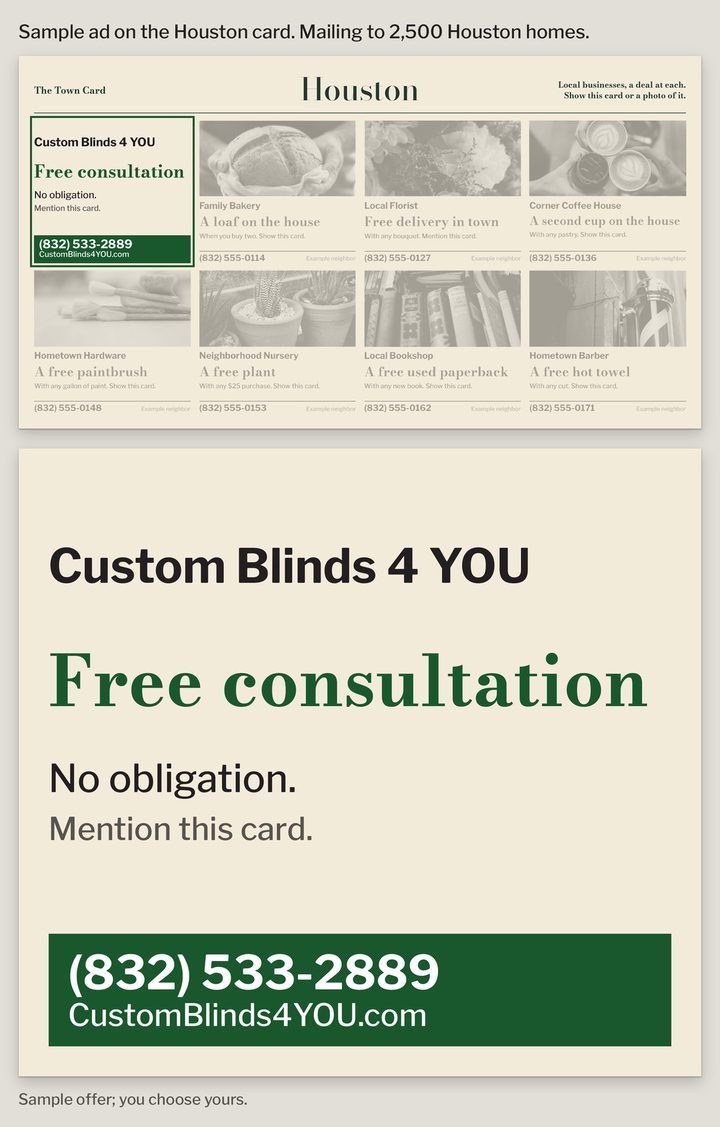 Sample ad on the Houston card. Mailing to 2,500 Houston homes.
The Town Card
Houston
Local businesses, a deal at each.
Show this card or a photo of it.
Custom Blinds 4 YOU
Free consultation
No obligation.
Mention this card.
(832) 533-2889
CustomBlinds4YOU.com
Family Bakery
A loaf on the house
When you buy two. Show this card.
(832) 555-0114
Example neighbor
Local Florist
Free delivery in town
With any bouquet. Mention this card.
(832) 555-0127
Example neighbor
Corner Coffee House
A second cup on the house
With any pastry. Show this card.
(832) 555-0136
Example neighbor
Hometown Hardware
A free paintbrush
With any gallon of paint. Show this card.
(832) 555-0148
Example neighbor
Neighborhood Nursery
A free plant
With any $25 purchase. Show this card.
(832) 555-0153
Example neighbor
Local Bookshop
A free used paperback
With any new book. Show this card.
(832) 555-0162
Example neighbor
Hometown Barber
A free hot towel
With any cut. Show this card.
(832) 555-0171
Example neighbor
Custom Blinds 4 YOU
Free consultation
No obligation.
Mention this card.
(832) 533-2889
CustomBlinds4YOU.com
Sample offer; you choose yours.